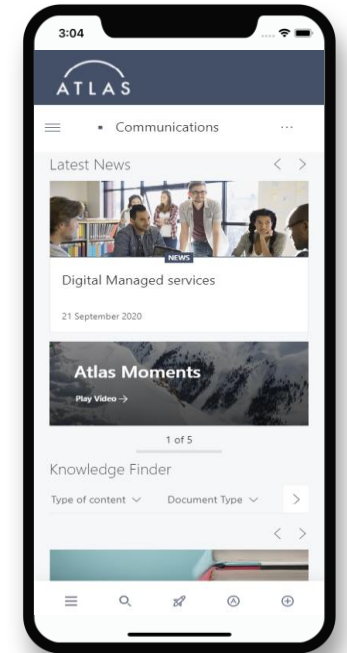 3:04
ATLAS
Communications
...
Latest News
NEWS
Digital Managed services
21 September 2020
Atlas Moments
Play Video →
1 of 5
Knowledge Finder
Type of content Document Type